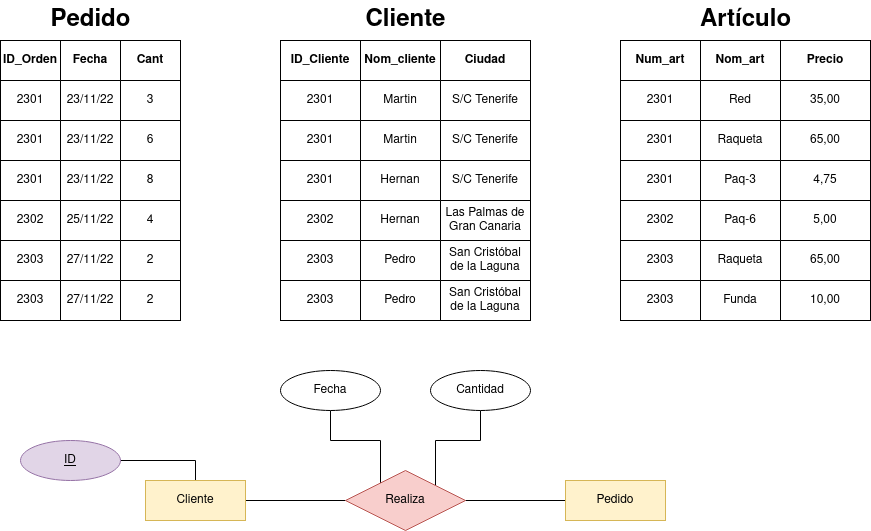 Pedido
ID_Orden Fecha Cant
2301 23/11/22 3
2301 23/11/22 6
2301 23/11/22 8
2302 25/11/22 4
2303 27/11/22 2
2303 27/11/22 2
Cliente
ID_Cliente Nom_cliente Ciudad
2301 Martin S/C Tenerife
2301 Martin S/C Tenerife
2301 Hernan S/C Tenerife
2302 Hernan Las Palmas de
Gran Canaria
2303 Pedro San Cristóbal
de la Laguna
2303 Pedro San Cristóbal
de la Laguna
Artículo
Num_art Nom_art Precio
2301 Red 35,00
2301 Raqueta 65,00
2301 Paq-3 4,75
2302 Paq-6 5,00
2303 Raqueta 65,00
2303 Funda 10,00
Fecha
Cantidad
ID
Cliente
Realiza
Pedido